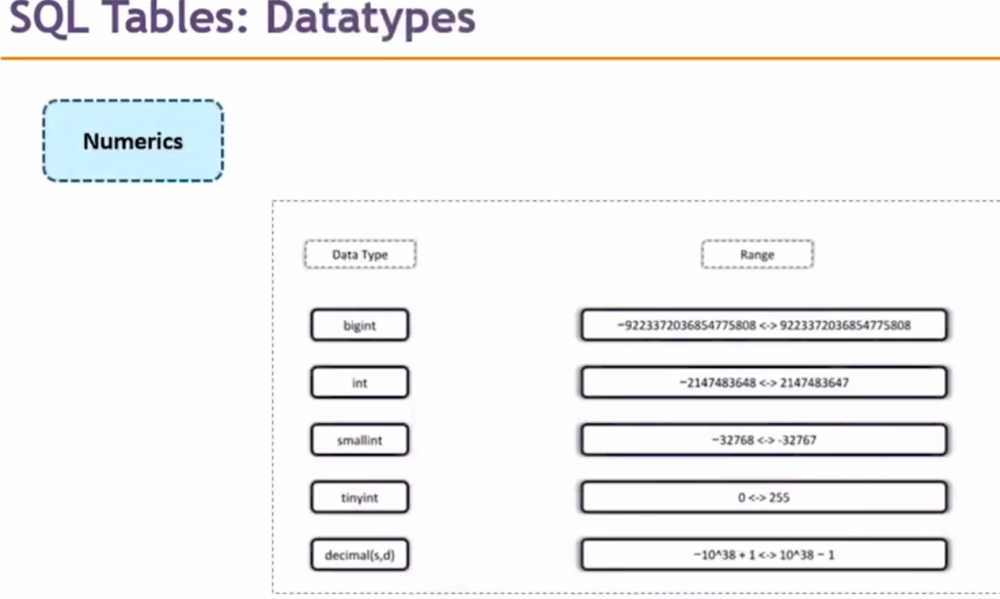 SQL Tables: Datatypes
Numerics
Data Type Range
bigint −9223372036854775808 <-> 9223372036854775808
int −2147483648 <-> 2147483647
smallint −32768 <-> -32767
tinyint 0 <-> 255
decimal(s,d) −10^38 + 1 <-> 10^38 − 1